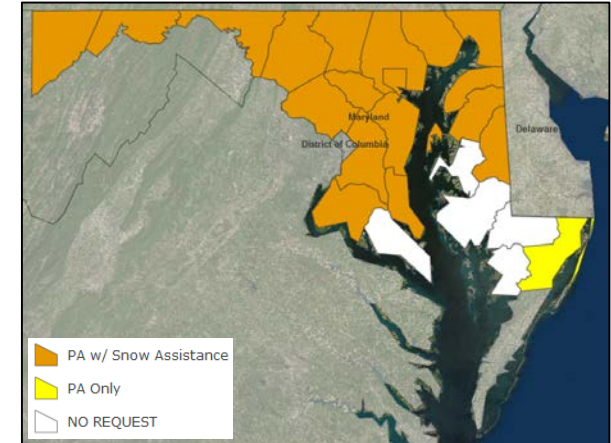 Maryland
District of Columbia
Delaware
PA w/ Snow Assistance
PA Only
NO REQUEST